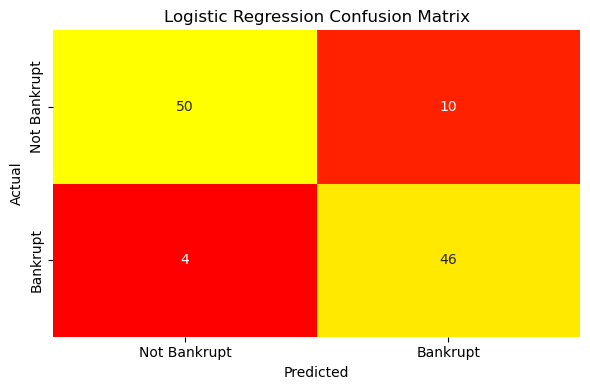 Logistic Regression Confusion Matrix
Actual
Not Bankrupt
50
10
Bankrupt
4
46
Not Bankrupt
Bankrupt
Predicted